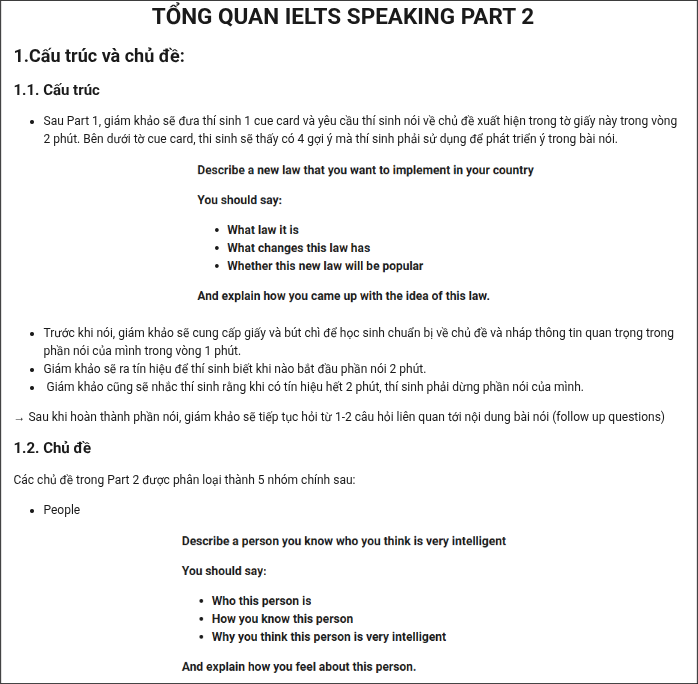 TỔNG QUAN IELTS SPEAKING PART 2
1.Cấu trúc và chủ đề:
1.1. Cấu trúc
• Sau Part 1, giám khảo sẽ đưa thí sinh 1 cue card và yêu cầu thí sinh nói về chủ đề xuất hiện trong tờ giấy này trong vòng
2 phút. Bên dưới tờ cue card, thi sinh sẽ thấy có 4 gợi ý mà thí sinh phải sử dụng để phát triển ý trong bài nói.
Describe a new law that you want to implement in your country
You should say:
• What law it is
• What changes this law has
• Whether this new law will be popular
And explain how you came up with the idea of this law.
• Trước khi nói, giám khảo sẽ cung cấp giấy và bút chì để học sinh chuẩn bị về chủ đề và nháp thông tin quan trọng trong
phần nói của mình trong vòng 1 phút.
• Giám khảo sẽ ra tín hiệu để thí sinh biết khi nào bắt đầu phần nói 2 phút.
• Giám khảo cũng sẽ nhắc thí sinh rằng khi có tín hiệu hết 2 phút, thí sinh phải dừng phần nói của mình.
→ Sau khi hoàn thành phần nói, giám khảo sẽ tiếp tục hỏi từ 1-2 câu hỏi liên quan tới nội dung bài nói (follow up questions)
1.2. Chủ đề
Các chủ đề trong Part 2 được phân loại thành 5 nhóm chính sau:
• People
Describe a person you know who you think is very intelligent
You should say:
• Who this person is
• How you know this person
• Why you think this person is very intelligent
And explain how you feel about this person.